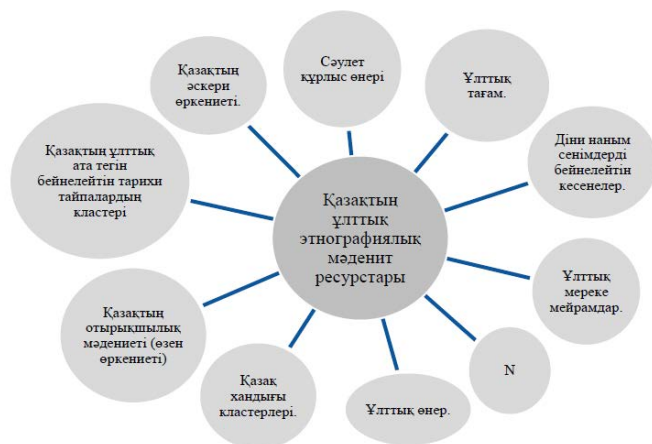 Сәулет
құрлыс өнері
Ұлттық
тағам.
Діни наным
сенімдерді
бейнелейтін
кесенелер.
Ұлттық
мереке
мейрамдар.
N
Ұлттық өнер.
Қазақ
хандығы
кластерлері.
Қазақтың
отырықшылық
мәдениеті (өзен
өркениеті)
Қазақтың ұлттық
ата тегін
бейнелейтін тарихи
тайпалардың
кластері
Қазақтың
әскери
өркениеті.
Қазақтың
ұлттық
этнографиялық
мәденит
ресурстары